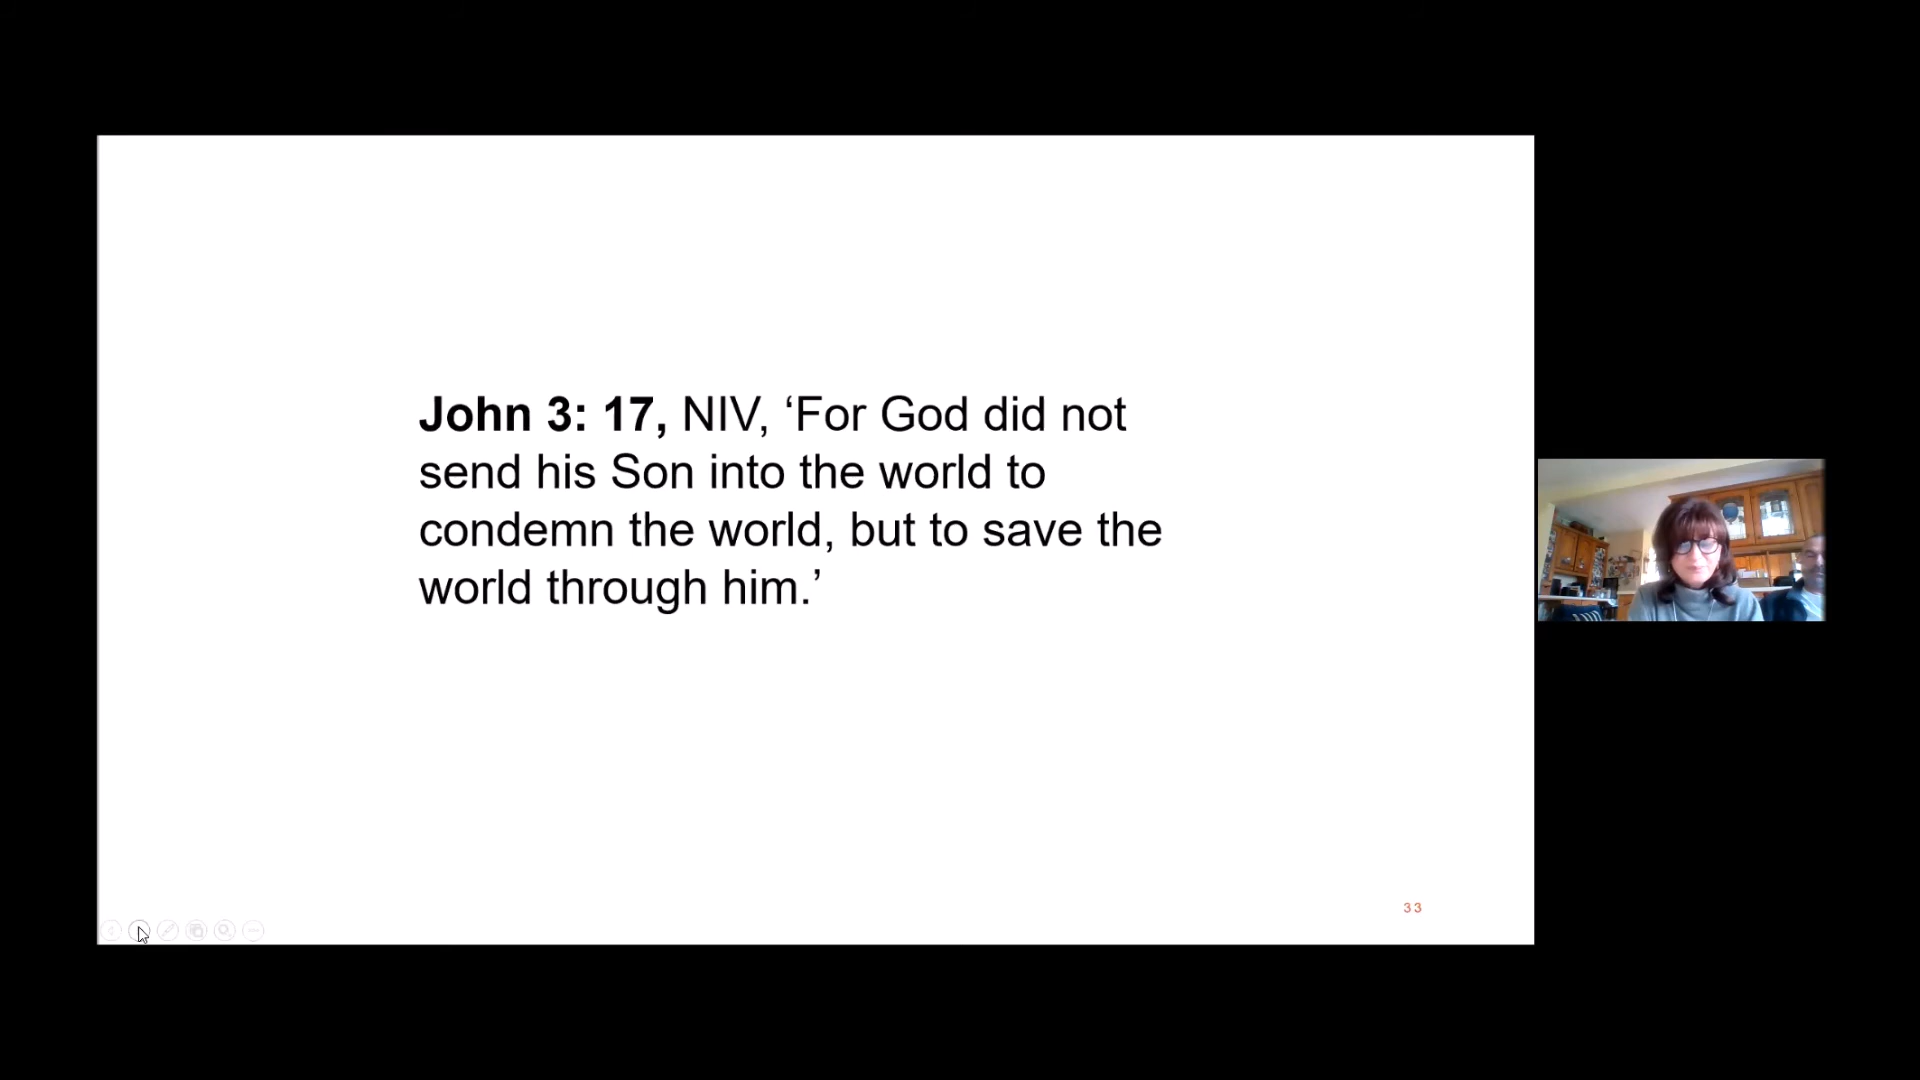 John 3: 17, NIV, ‘For God did not
send his Son into the world to
condemn the world, but to save the
world through him.’
33